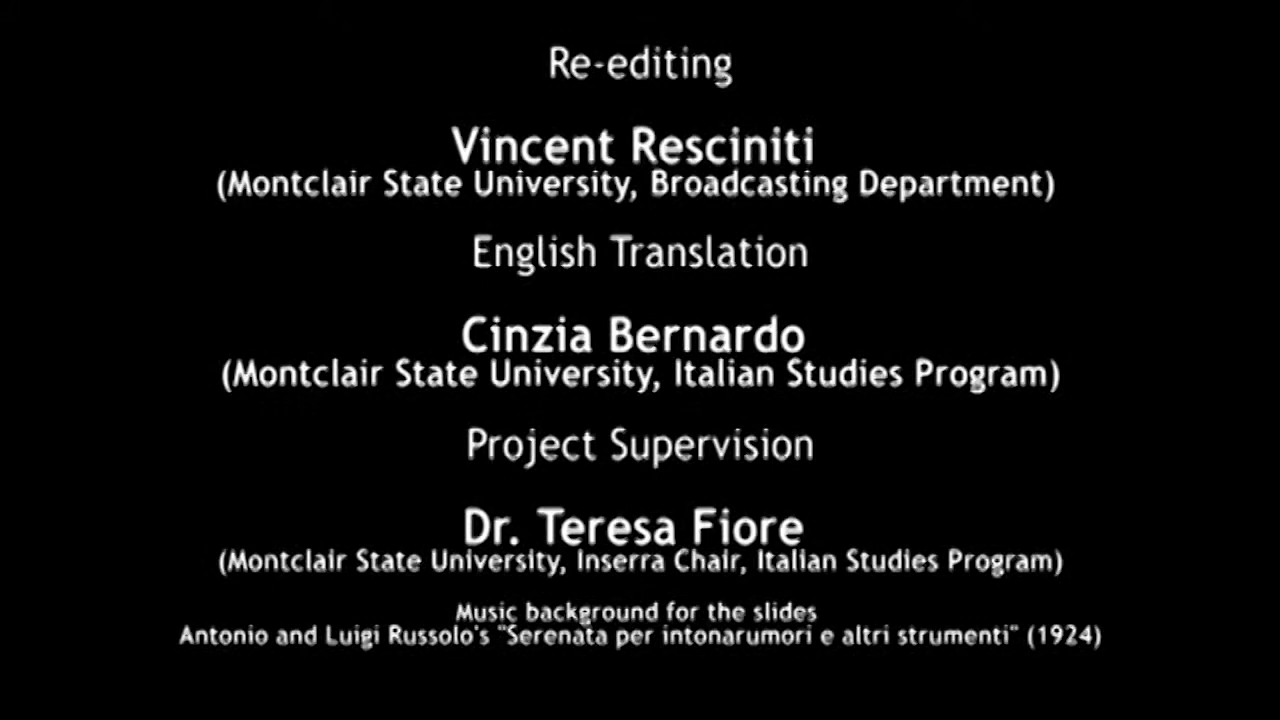 Re-editing
Vincent Resciniti
(Montclair State University, Broadcasting Department)
English Translation
Cinzia Bernardo
(Montclair State University, Italian Studies Program)
Project Supervision
Dr. Teresa Fiore
(Montclair State University, Inserra Chair, Italian Studies Program)
Music background for the slides
Antonio and Luigi Russolo's "Serenata per intonarumori e altri strumenti" (1924)